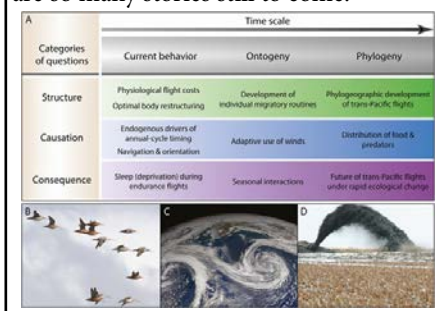 are so many stories still to come.
A
Time scale
Categories
of questions
Current behavior
Ontogeny
Phylogeny
Structure
Physiological flight costs
Optimal body restructuring
Development of
individual migratory routines
Phylogeographic development
of trans-Pacific flights
Causation
Endogenous drivers of
annual-cycle timing
Navigation & orientation
Adaptive use of winds
Distribution of food &
predators
Consequence
Sleep (deprivation) during
endurance flights
Seasonal interactions
Future of trans-Pacific flights
under rapid ecological change
B
C
D